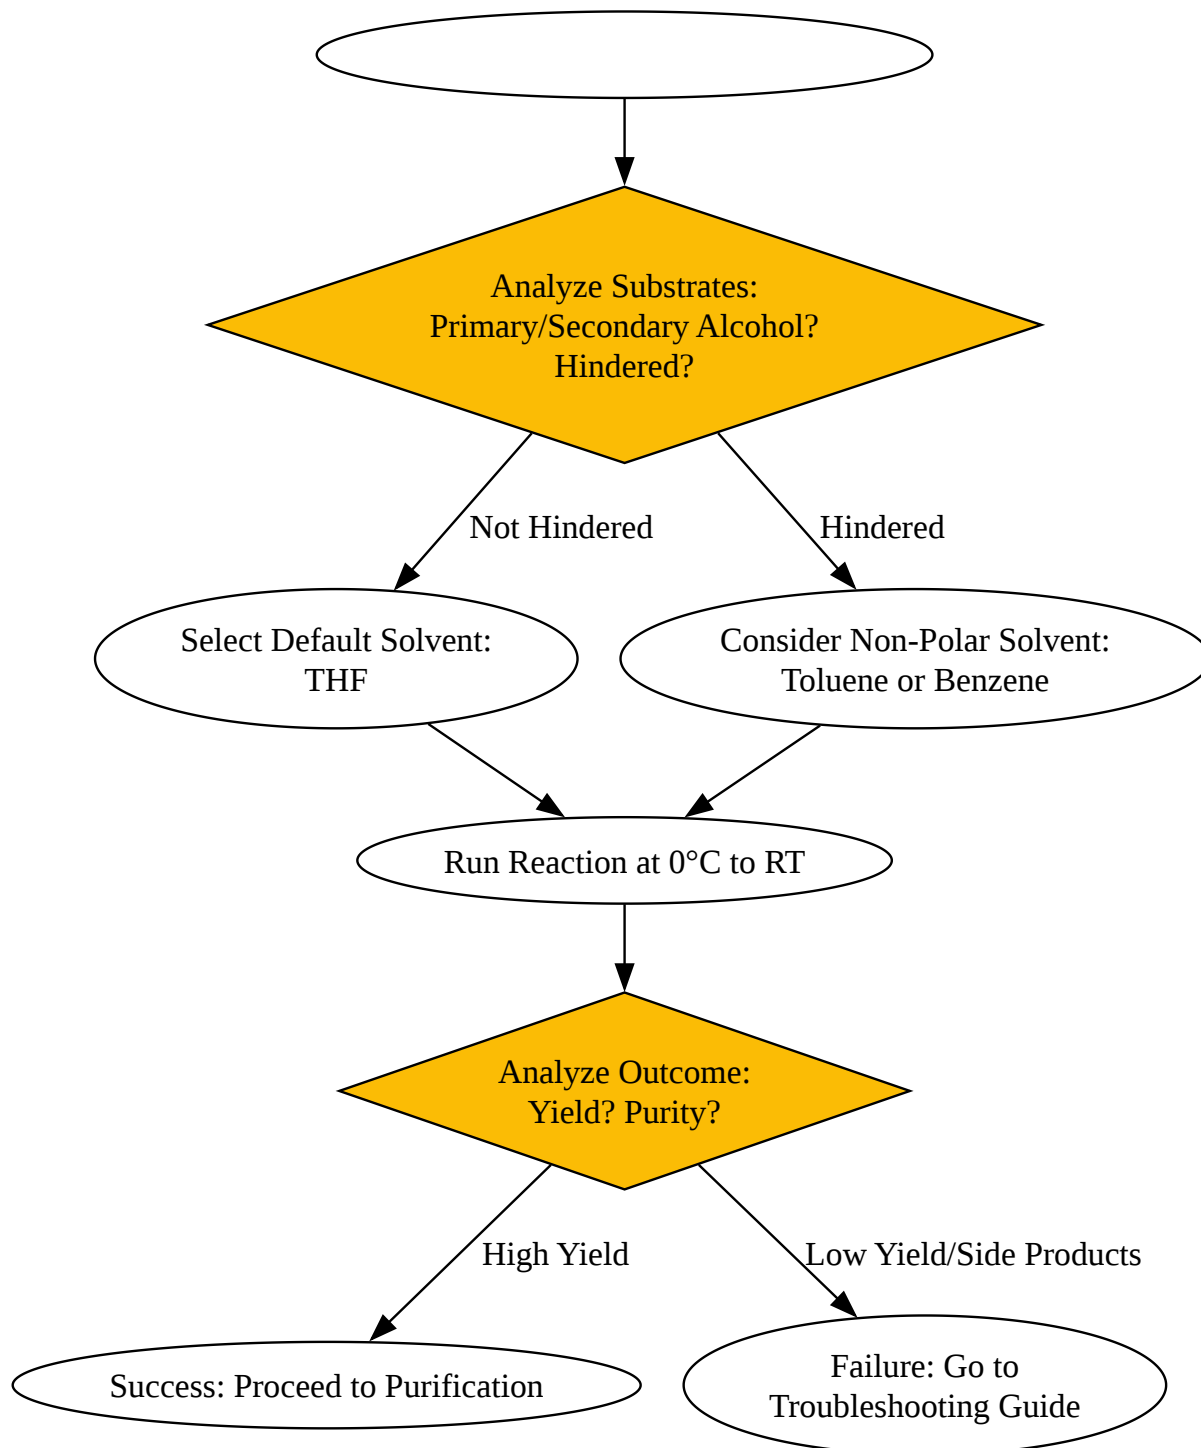 Analyze Substrates:
Primary/Secondary Alcohol?
Hindered?
Not Hindered
Hindered
Select Default Solvent:
THF
Consider Non-Polar Solvent:
Toluene or Benzene
Run Reaction at 0°C to RT
Analyze Outcome:
Yield? Purity?
High Yield
Low Yield/Side Products
Success: Proceed to Purification
Failure: Go to
Troubleshooting Guide